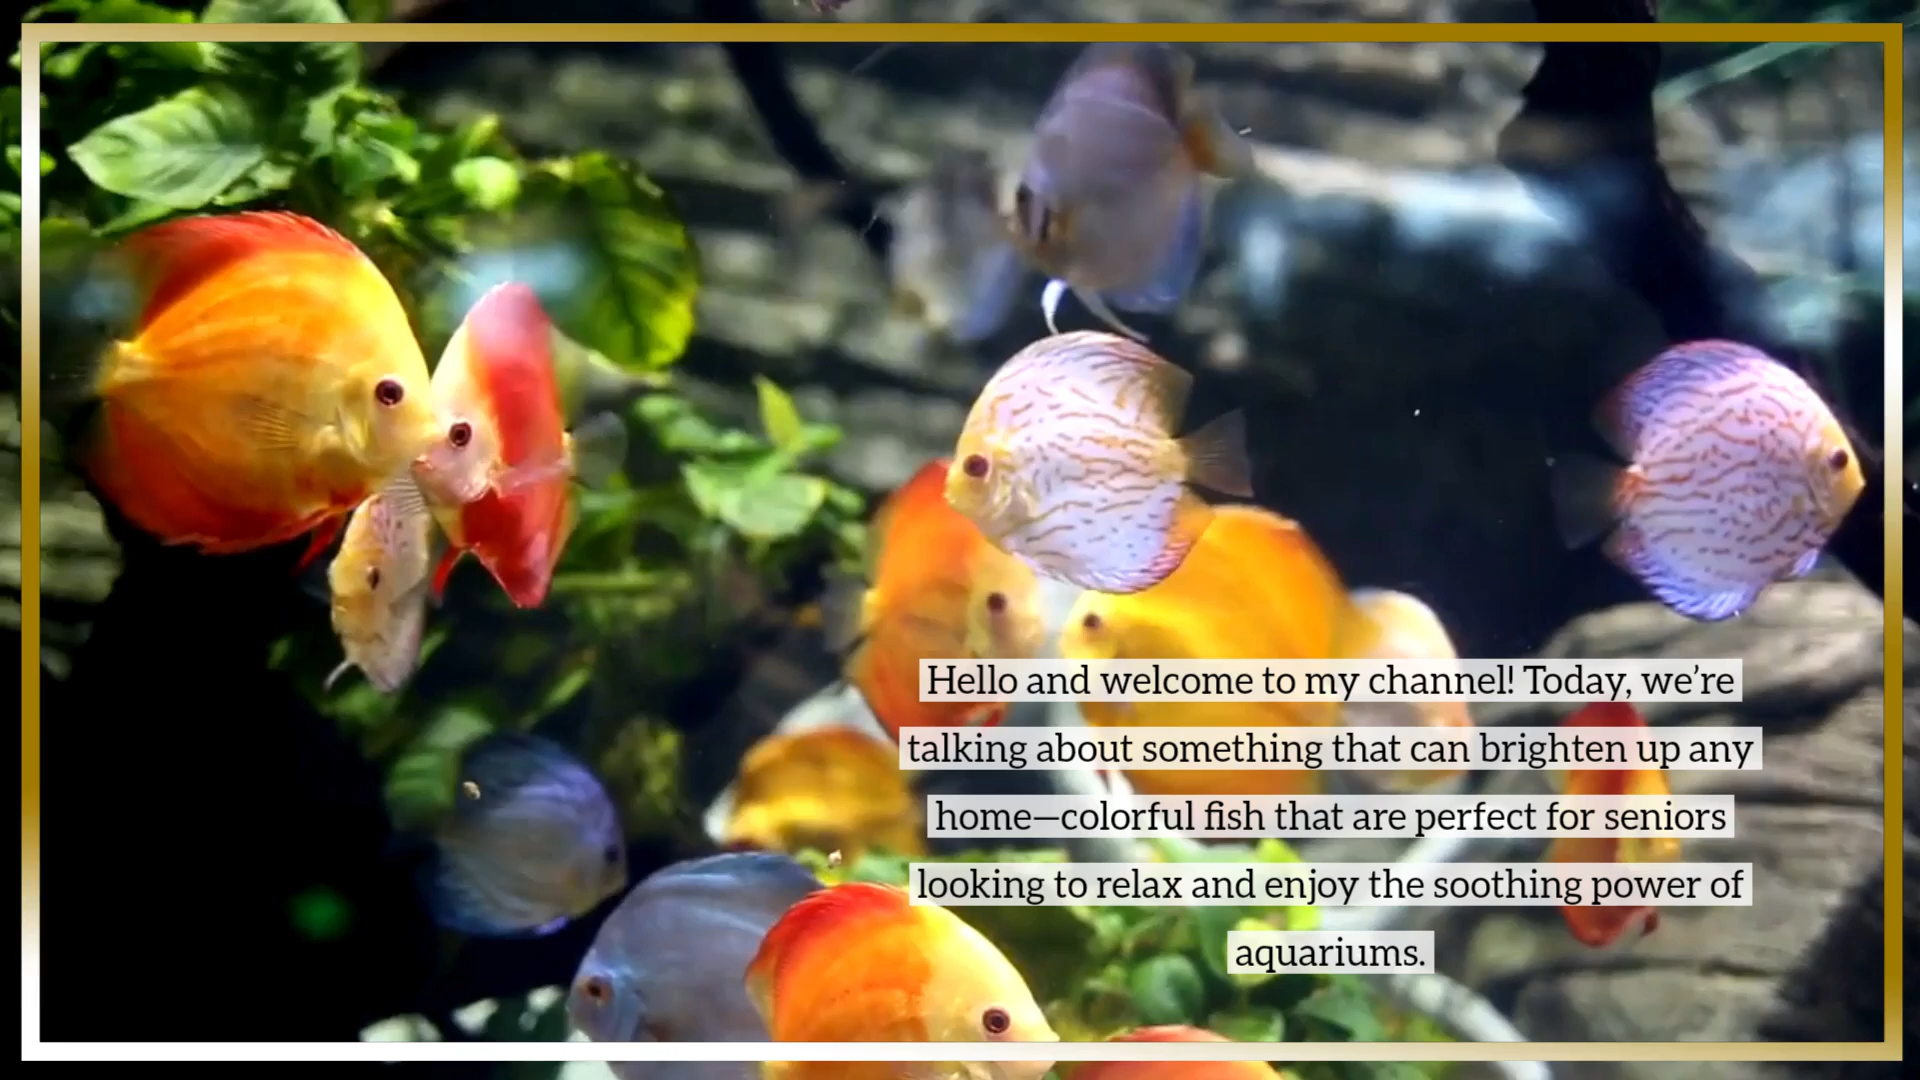 Hello and welcome to my channel! Today, we’re
talking about something that can brighten up any
home—colorful fish that are perfect for seniors
looking to relax and enjoy the soothing power of
aquariums.